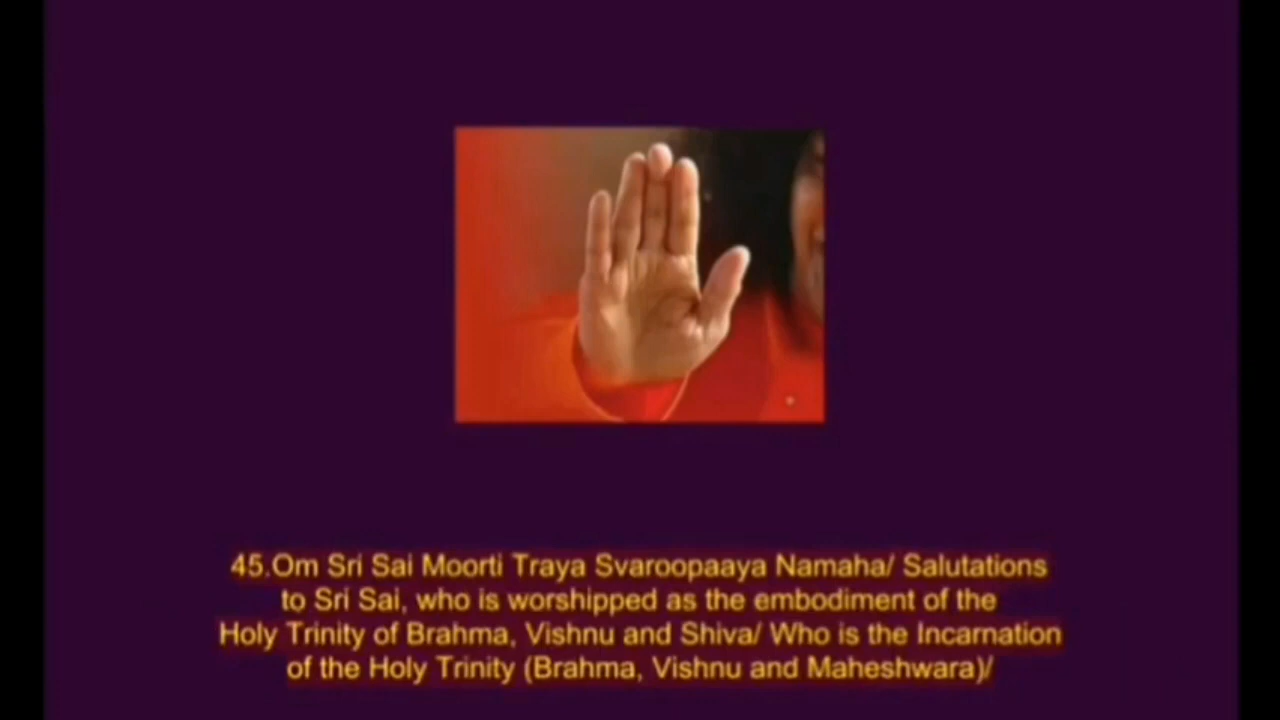 45.Om Sri Sai Moorti Traya Svaroopaaya Namaha/ Salutations
to Sri Sai, who is worshipped as the embodiment of the
Holy Trinity of Brahma, Vishnu and Shiva/ Who is the Incarnation
of the Holy Trinity (Brahma, Vishnu and Maheshwara)/